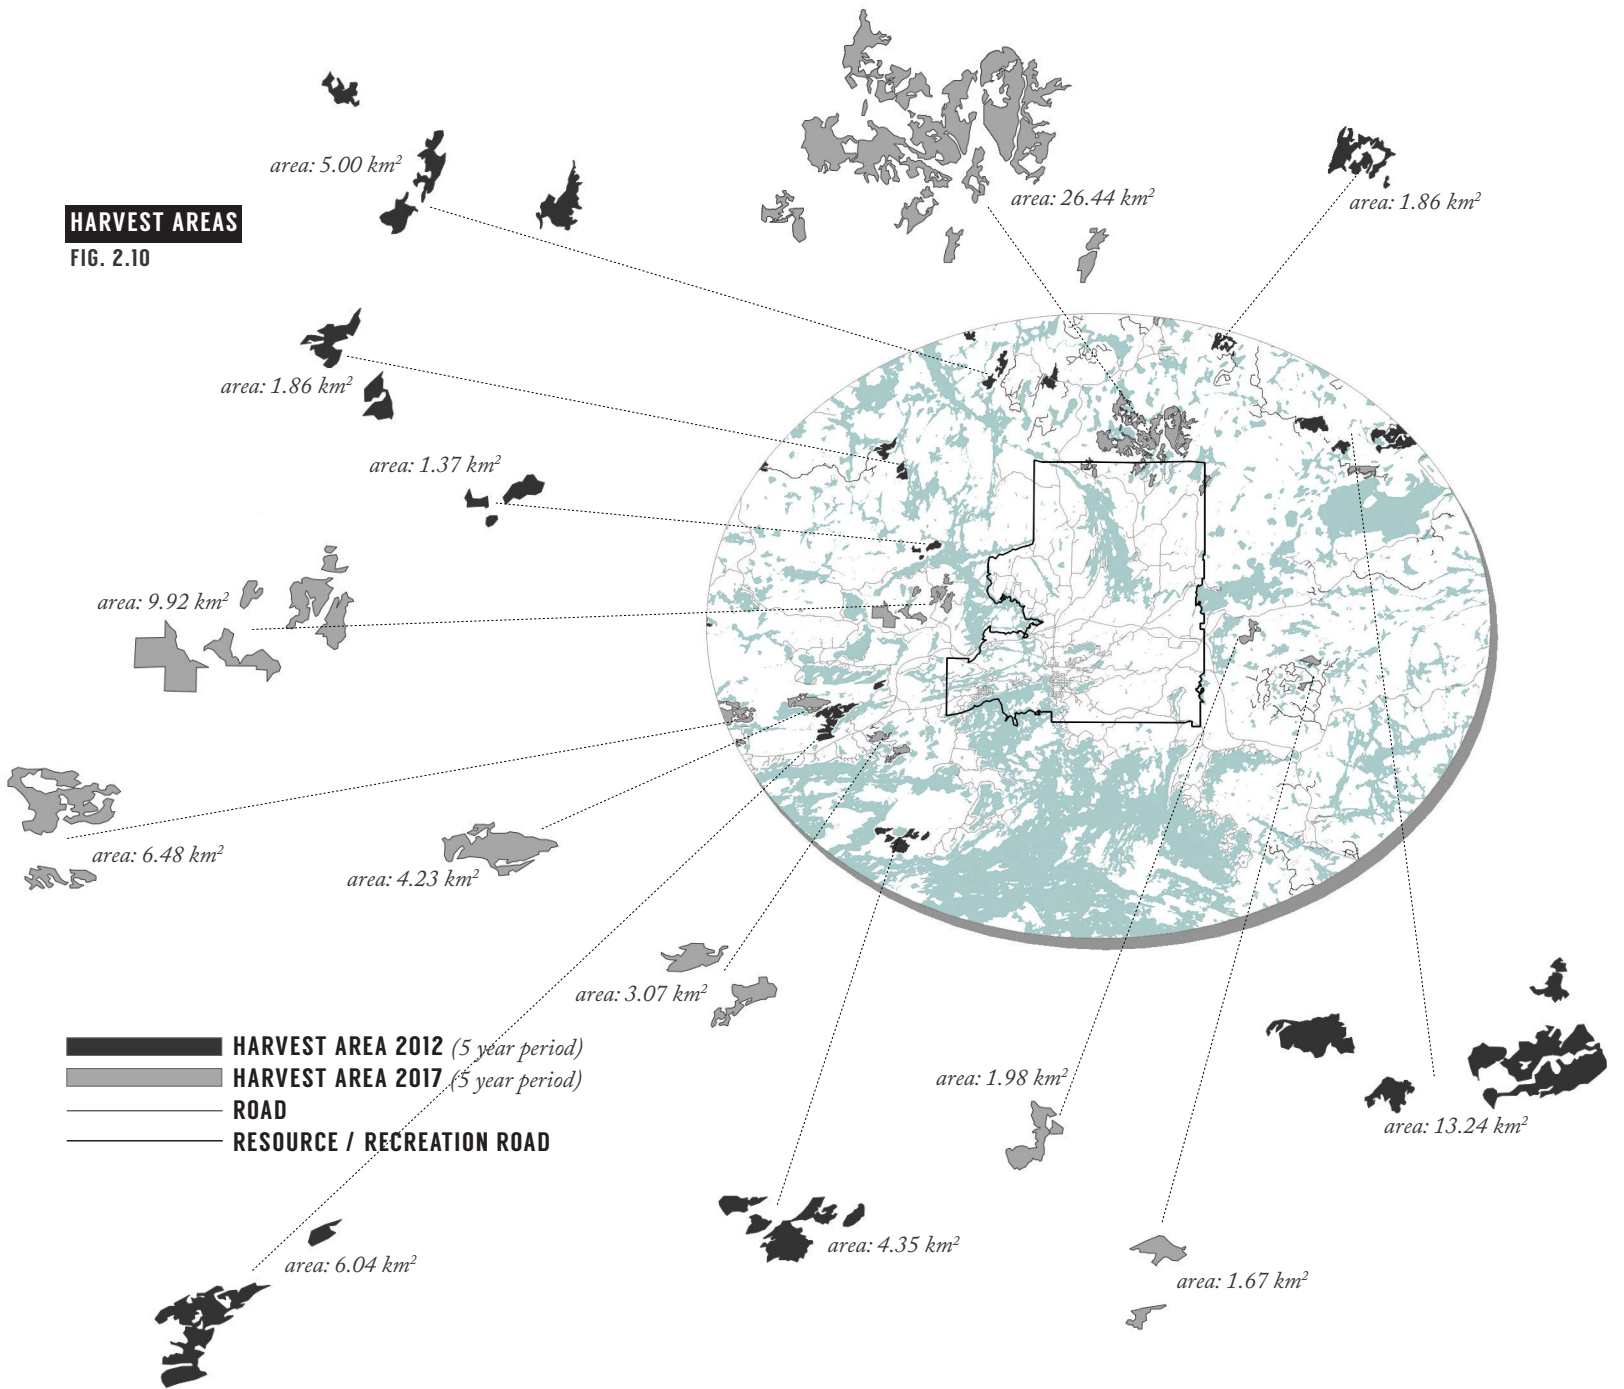 area: 5.00 km²
area: 26.44 km²
area: 1.86 km²
HARVEST AREAS
FIG. 2.10
area: 1.86 km²
area: 1.37 km²
area: 9.92 km²
area: 6.48 km²
area: 4.23 km²
area: 3.07 km²
HARVEST AREA 2012 (5 year period)
HARVEST AREA 2017 (5 year period)
ROAD
RESOURCE / RECREATION ROAD
area: 1.98 km²
area: 13.24 km²
area: 6.04 km²
area: 4.35 km²
area: 1.67 km²